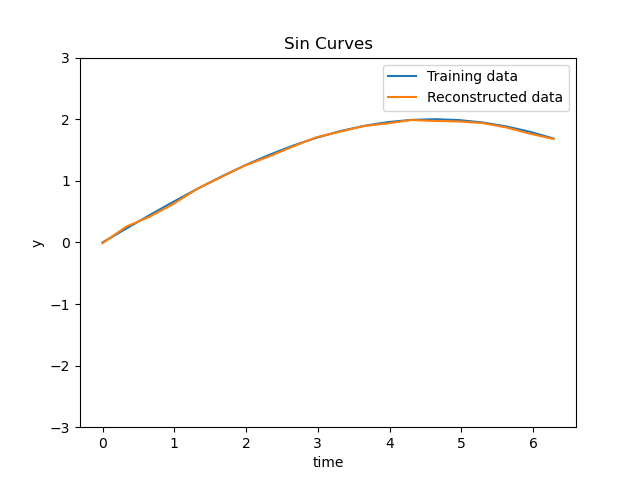 Sin Curves
Training data
Reconstructed data
3
2
1
0
−1
−2
−3
y
0 1 2 3 4 5 6
time